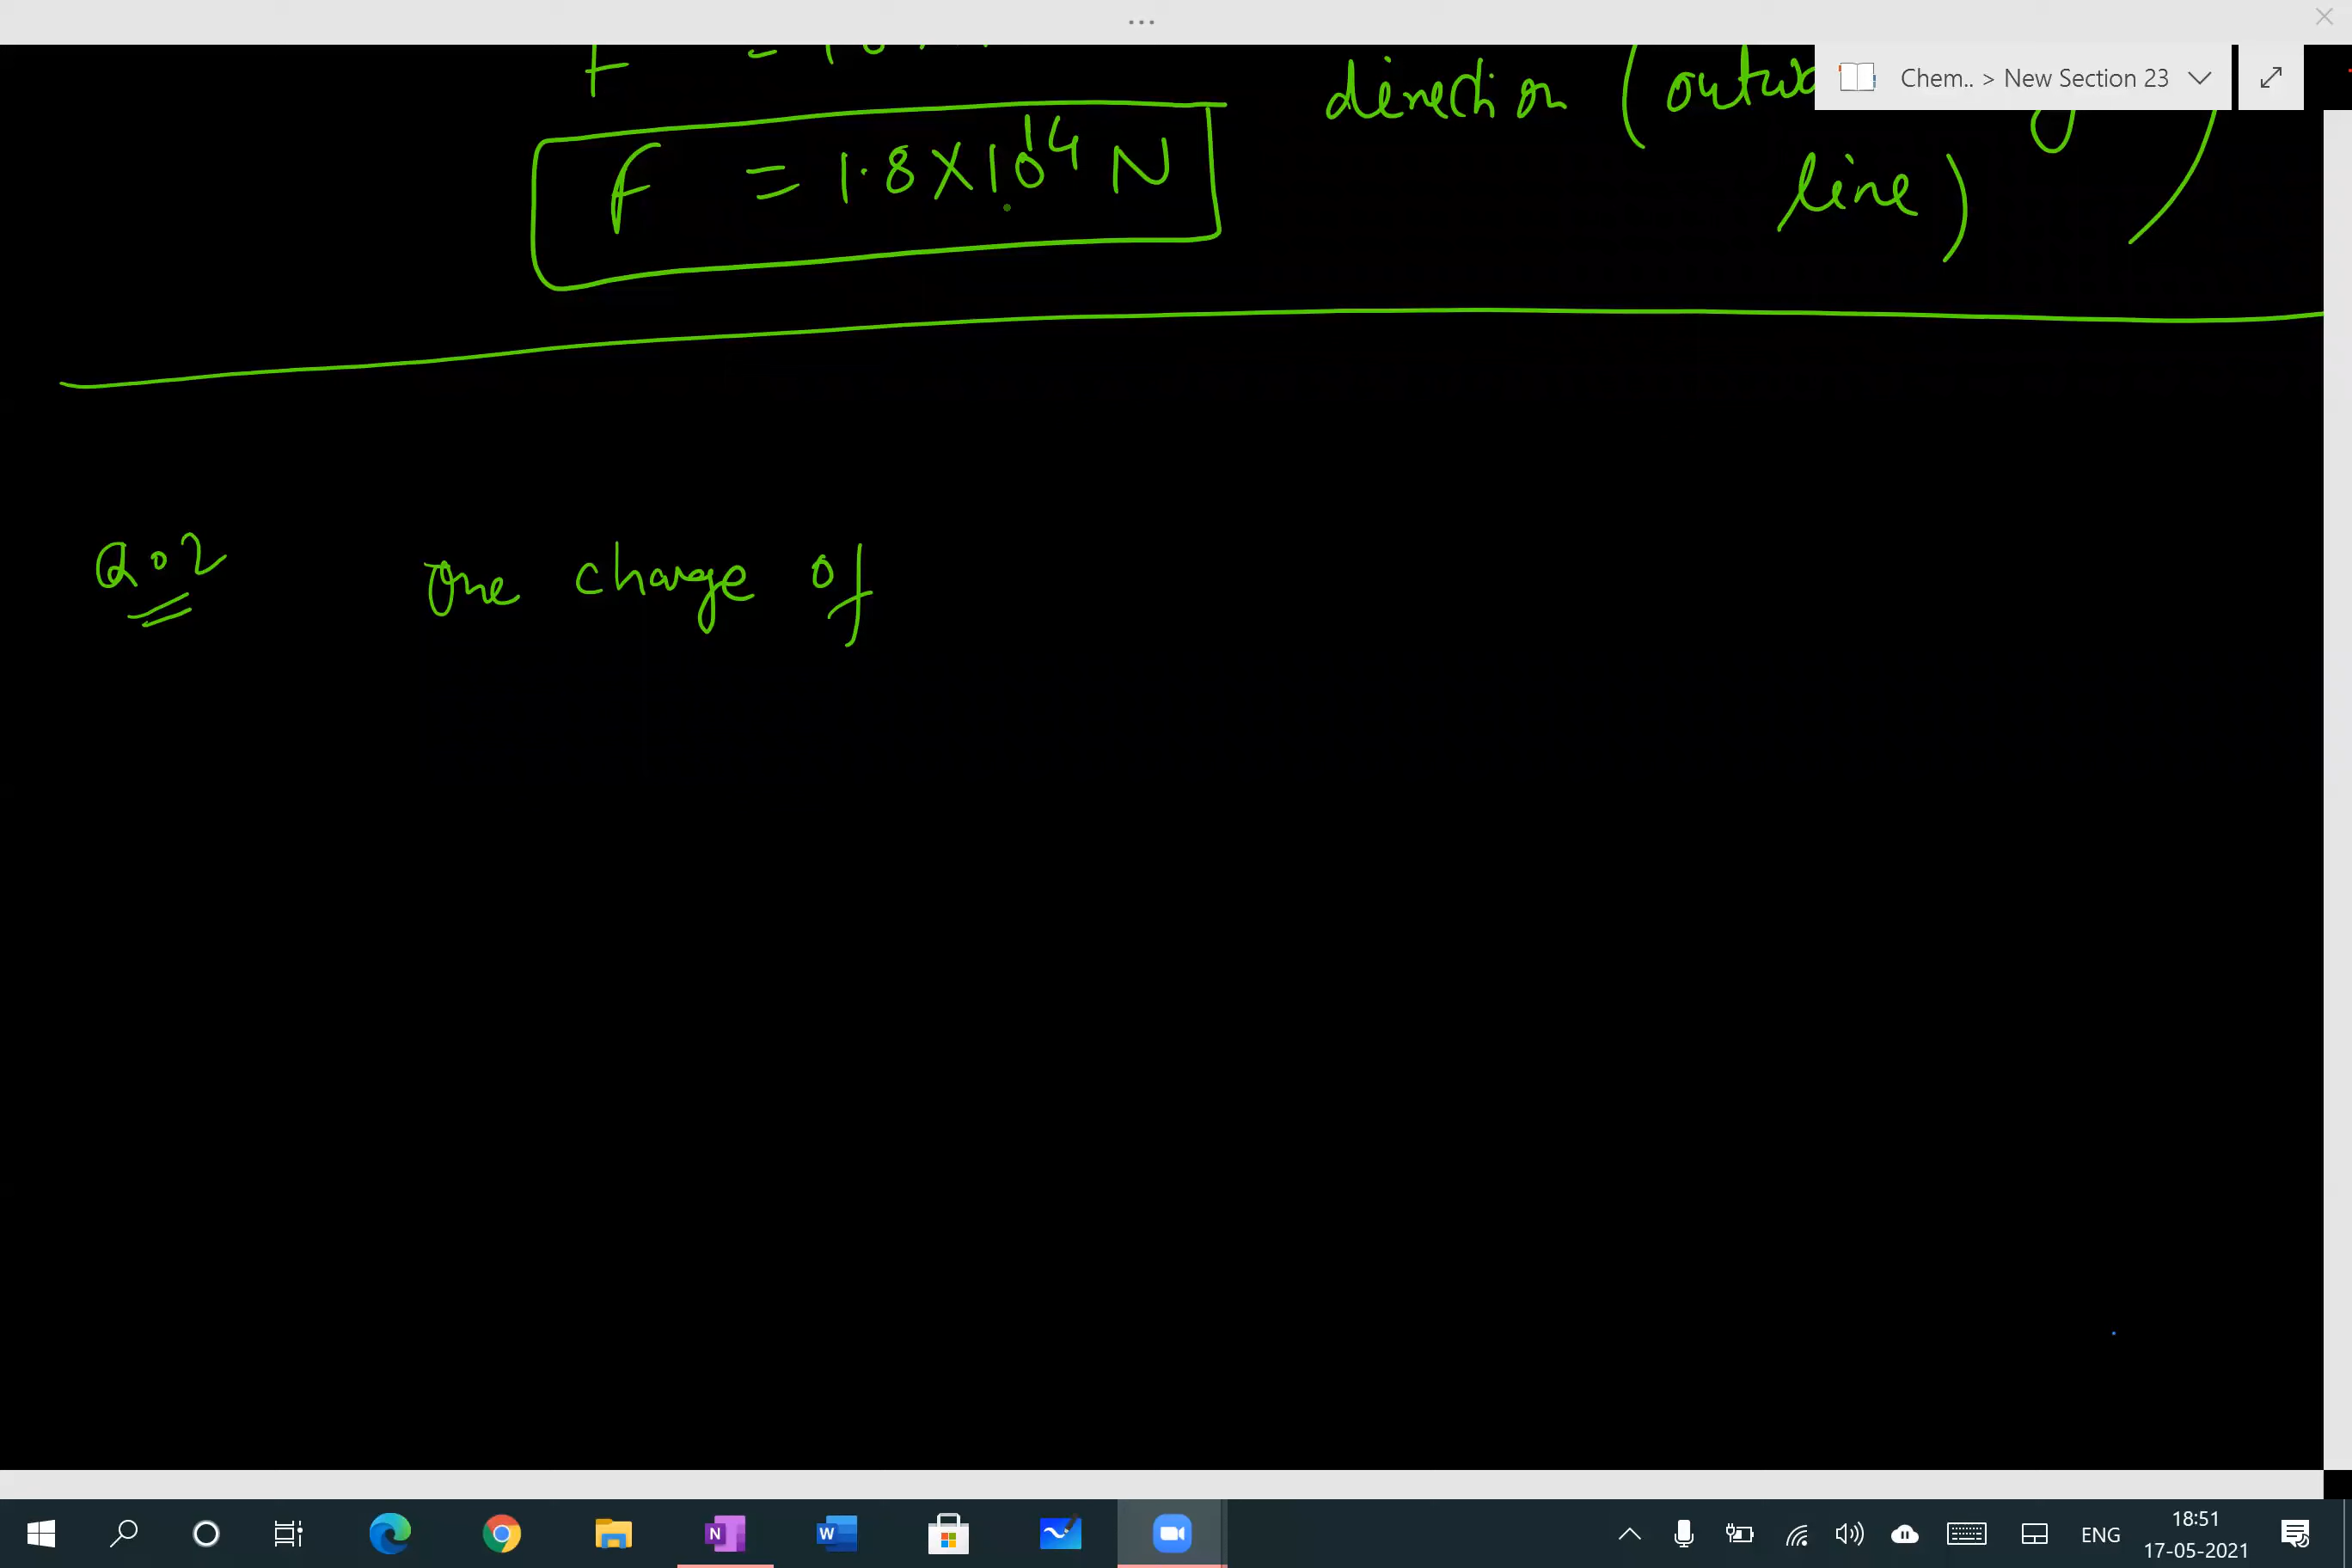 ...
Chem.. > New Section 23
direction (outwa
F = 1.8 X 10¹⁴ N
line)
Q.2 One charge of
ENG
18:51
17-05-2021